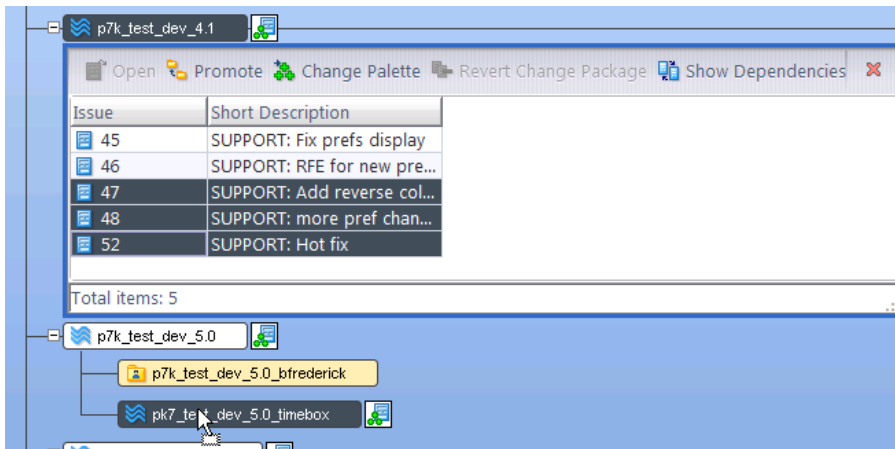 p7k_test_dev_4.1
Open Promote Change Palette Revert Change Package Show Dependencies
Issue Short Description
45 SUPPORT: Fix prefs display
46 SUPPORT: RFE for new pre...
47 SUPPORT: Add reverse col...
48 SUPPORT: more pref chan...
52 SUPPORT: Hot fix
Total items: 5
p7k_test_dev_5.0
p7k_test_dev_5.0_bfrederick
pk7_test_dev_5.0_timebox